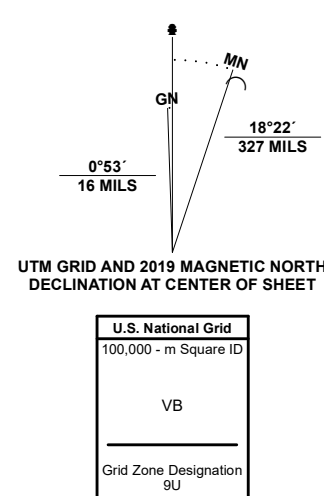 MN
GN
18°22´
327 MILS
0°53´
16 MILS
UTM GRID AND 2019 MAGNETIC NORTH
DECLINATION AT CENTER OF SHEET
U.S. National Grid
100,000 - m Square ID
VB
Grid Zone Designation
9U